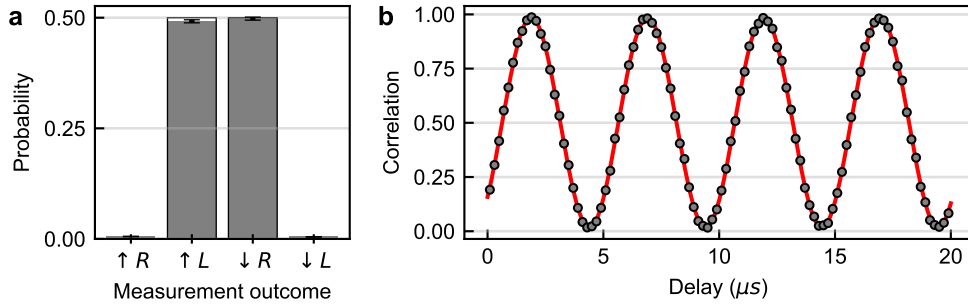 a
Probability
0.50
0.25
0.00
↑ R ↑ L ↓ R ↓ L
Measurement outcome
b
Correlation
1.00
0.75
0.50
0.25
0.00
0 5 10 15 20
Delay (μs)